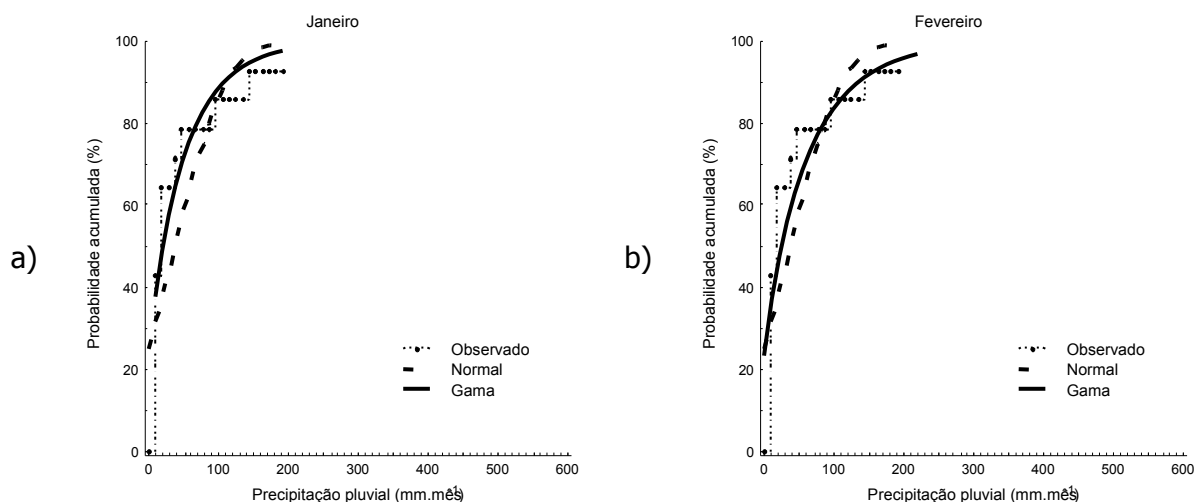 Janeiro
100
80
60
40
20
0
Probabilidade acumulada (%)
a)
Observado
Normal
Gama
0 100 200 300 400 500 600
Precipitação pluvial (mm.mês-1)
Fevereiro
100
80
60
40
20
0
Probabilidade acumulada (%)
b)
Observado
Normal
Gama
0 100 200 300 400 500 600
Precipitação pluvial (mm.mês-1)